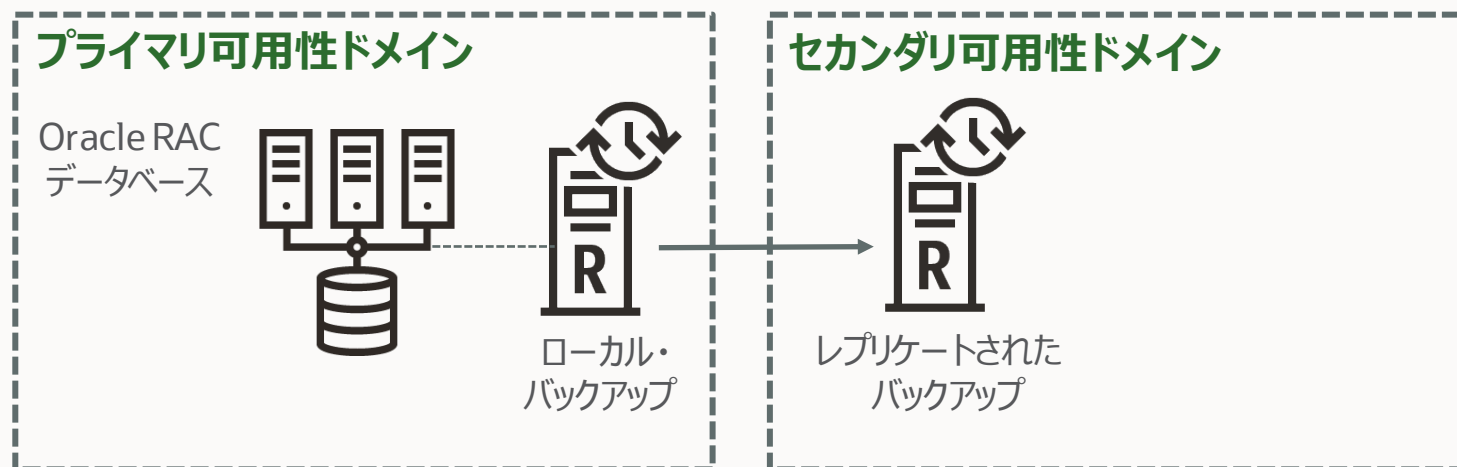 プライマリ可用性ドメイン
Oracle RAC
データベース
R
ローカル・
バックアップ
セカンダリ可用性ドメイン
R
レプリケートされた
バックアップ